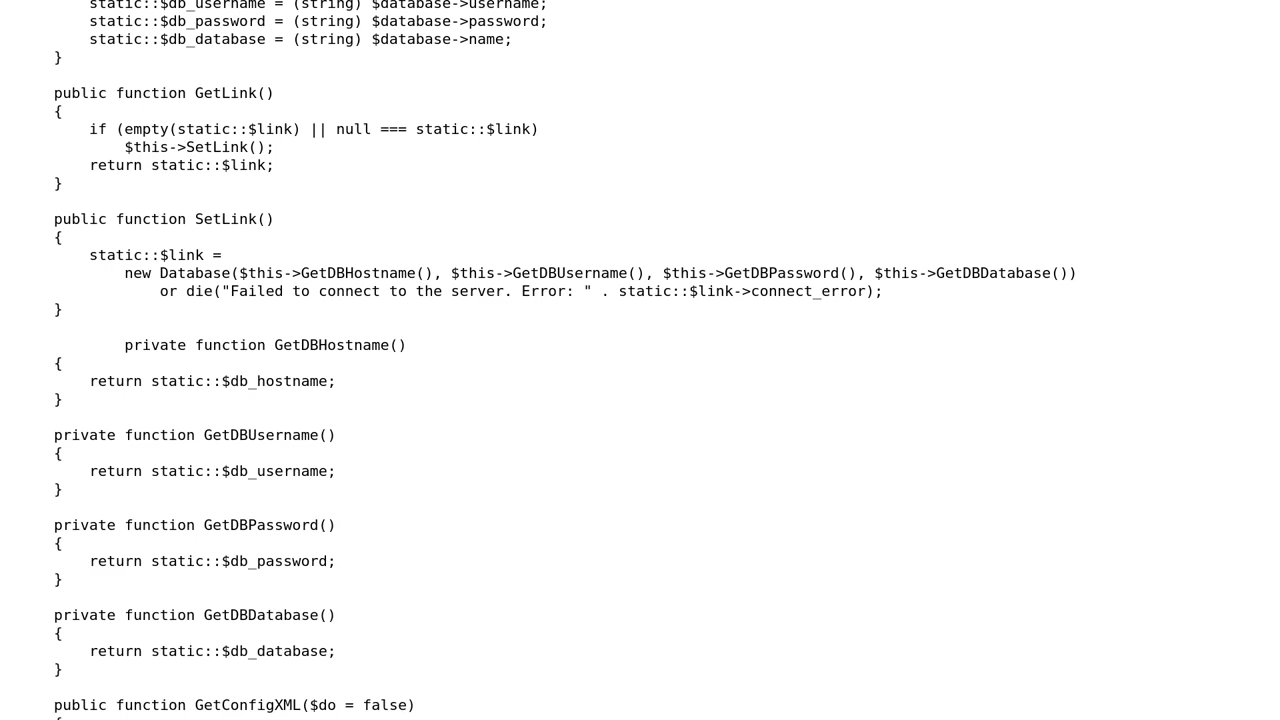 static::$db_username = (string) $database->username;
static::$db_password = (string) $database->password;
static::$db_database = (string) $database->name;
}
public function GetLink()
{
if (empty(static::$link) || null === static::$link)
$this->SetLink();
return static::$link;
}
public function SetLink()
{
static::$link =
new Database($this->GetDBHostname(), $this->GetDBUsername(), $this->GetDBPassword(), $this->GetDBDatabase())
or die("Failed to connect to the server. Error: " . static::$link->connect_error);
}
private function GetDBHostname()
{
return static::$db_hostname;
}
private function GetDBUsername()
{
return static::$db_username;
}
private function GetDBPassword()
{
return static::$db_password;
}
private function GetDBDatabase()
{
return static::$db_database;
}
public function GetConfigXML($do = false)
{